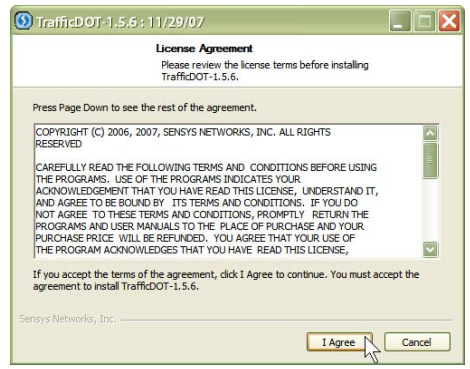 TrafficDOT-1.5.6 : 11/29/07
License Agreement
Please review the license terms before installing
TrafficDOT-1.5.6.
Press Page Down to see the rest of the agreement.
COPYRIGHT (C) 2006, 2007, SENSYS NETWORKS, INC. ALL RIGHTS
RESERVED
CAREFULLY READ THE FOLLOWING TERMS AND CONDITIONS BEFORE USING
THE PROGRAMS. USE OF THE PROGRAMS INDICATES YOUR
ACKNOWLEDGEMENT THAT YOU HAVE READ THIS LICENSE, UNDERSTAND IT,
AND AGREE TO BE BOUND BY ITS TERMS AND CONDITIONS. IF YOU DO
NOT AGREE TO THESE TERMS AND CONDITIONS, PROMPTLY RETURN THE
PROGRAMS AND USER MANUALS TO THE PLACE OF PURCHASE AND YOUR
PURCHASE PRICE WILL BE REFUNDED. YOU AGREE THAT YOUR USE OF
THE PROGRAM ACKNOWLEDGES THAT YOU HAVE READ THIS LICENSE,
If you accept the terms of the agreement, click I Agree to continue. You must accept the
agreement to install TrafficDOT-1.5.6.
Sensys Networks, Inc.
I Agree
Cancel